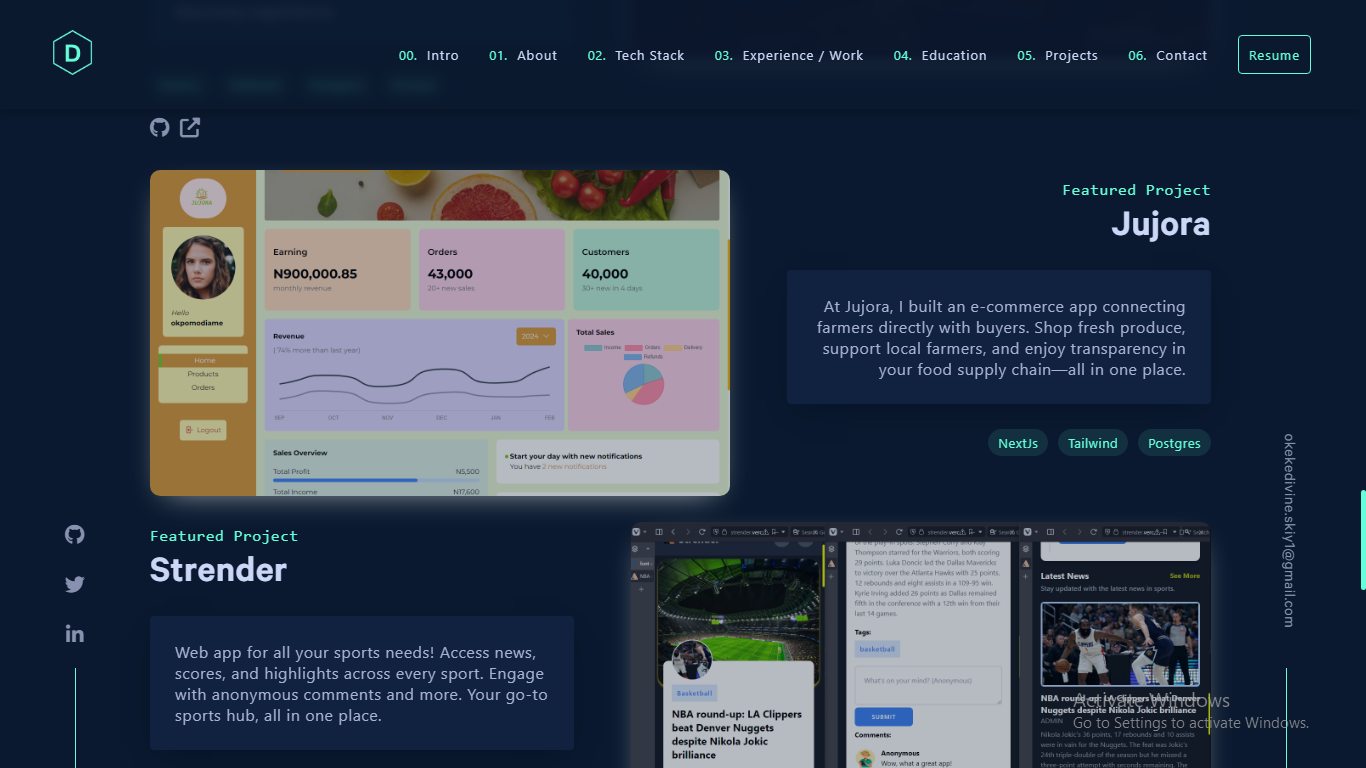 D
00. Intro
01. About
02. Tech Stack
03. Experience / Work
04. Education
05. Projects
06. Contact
Resume
JUJORA
Hello
okpomodiame
Home
Products
Orders
Logout
Earning
N900,000.85
monthly revenue
Orders
43,000
20+ new sales
Customers
40,000
30+ new in 4 days
Revenue
( 74% more than last year)
2024
SEP OCT NOV DEC JAN FEB
Total Sales
Income Orders Delivery
Refunds
Sales Overview
Total Profit N5,500
Total Income N17,600
Start your day with new notifications
You have 2 new notifications
Featured Project
Jujora
At Jujora, I built an e-commerce app connecting
farmers directly with buyers. Shop fresh produce,
support local farmers, and enjoy transparency in
your food supply chain—all in one place.
NextJs
Tailwind
Postgres
okekedivine.skiy1@gmail.com
Featured Project
Strender
Web app for all your sports needs! Access news,
scores, and highlights across every sport. Engage
with anonymous comments and more. Your go-to
sports hub, all in one place.
Basketball
NBA round-up: LA Clippers
beat Denver Nuggets
despite Nikola Jokic
brilliance
Thompson starred for the Warriors, both scoring
29 points. Luka Doncic led the Dallas Mavericks
to victory over the Atlanta Hawks with 25 points,
12 rebounds and eight assists in a 109-95 win.
Kyrie Irving added 26 points as Dallas remained
fifth in the conference with a 12th win from their
last 14 games.
Tags:
basketball
What's on your mind? (Anonymous)
SUBMIT
Comments:
Anonymous
Wow, what a great app!
Latest News
See More
Stay updated with the latest news in sports.
NBA round-up: LA Clippers beat Denver
Nuggets despite Nikola Jokic brilliance
ADMIN
Nikola Jokic's 36 points, 17 rebounds and 10 assists
were in vain for the Nuggets. The feat was Jokic's
24th triple-double of the season but he missed a
three-point attempt with seconds remaining. The
Activate Windows
Go to Settings to activate Windows.